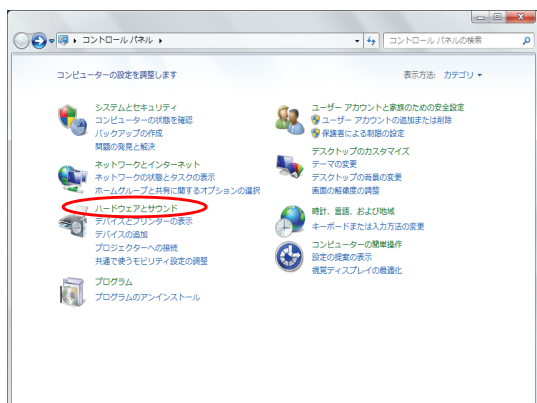 コントロール パネル
コントロール パネルの検索
コンピューターの設定を調整します
表示方法: カテゴリ
システムとセキュリティ
コンピューターの状態を確認
バックアップの作成
問題の発見と解決
ネットワークとインターネット
ネットワークの状態とタスクの表示
ホームグループと共有に関するオプションの選択
ハードウェアとサウンド
デバイスとプリンターの表示
デバイスの追加
プロジェクターへの接続
共通で使うモビリティ設定の調整
プログラム
プログラムのアンインストール
ユーザー アカウントと家族のための安全設定
ユーザー アカウントの追加または削除
保護者による制限の設定
デスクトップのカスタマイズ
テーマの変更
デスクトップの背景の変更
画面の解像度の調整
時計、言語、および地域
キーボードまたは入力方法の変更
コンピューターの簡単操作
設定の提案の表示
視覚ディスプレイの最適化